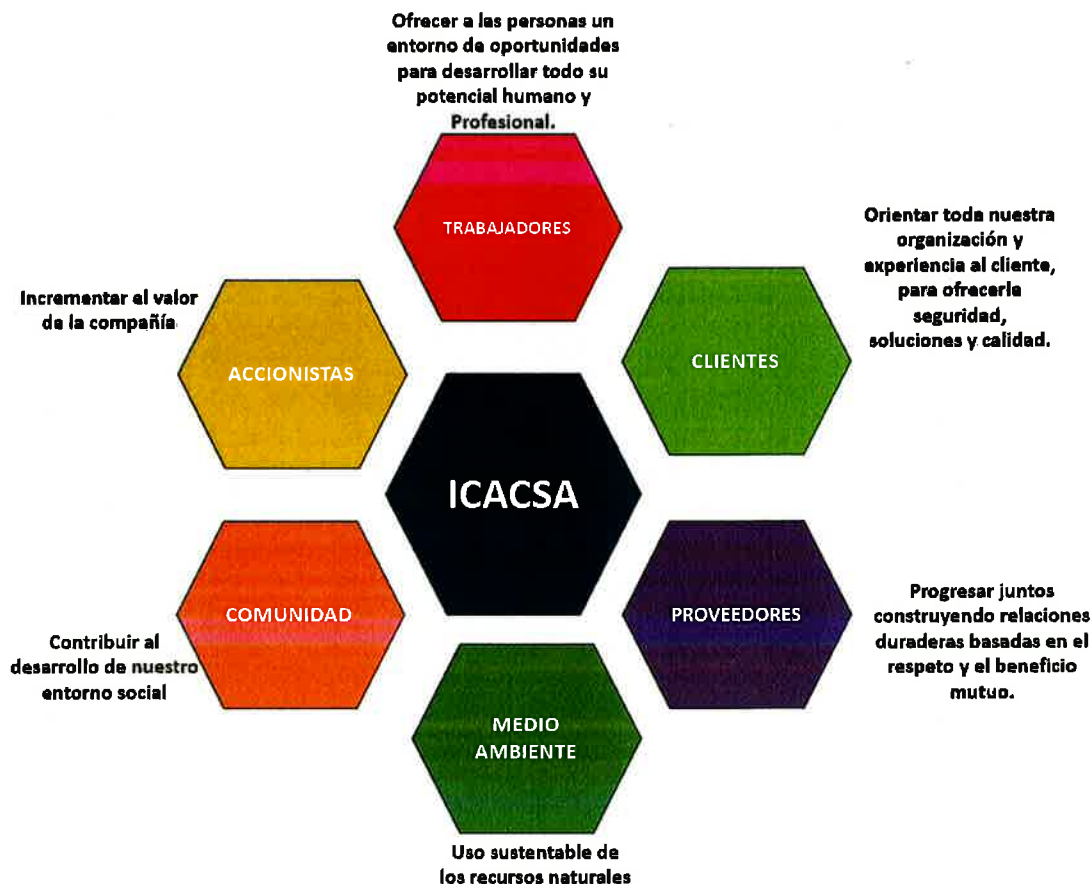 Ofrecer a las personas un
entorno de oportunidades
para desarrollar todo su
potencial humano y
Profesional.
TRABAJADORES
Orientar toda nuestra
organización y
experiencia al cliente,
para ofrecerle
seguridad,
soluciones y calidad.
CLIENTES
Incrementar el valor
de la compañía
ACCIONISTAS
ICACSA
COMUNIDAD
Contribuir al
desarrollo de nuestro
entorno social
PROVEEDORES
Progresar juntos
construyendo relaciones
duraderas basadas en el
respeto y el beneficio
mutuo.
MEDIO
AMBIENTE
Uso sustentable de
los recursos naturales